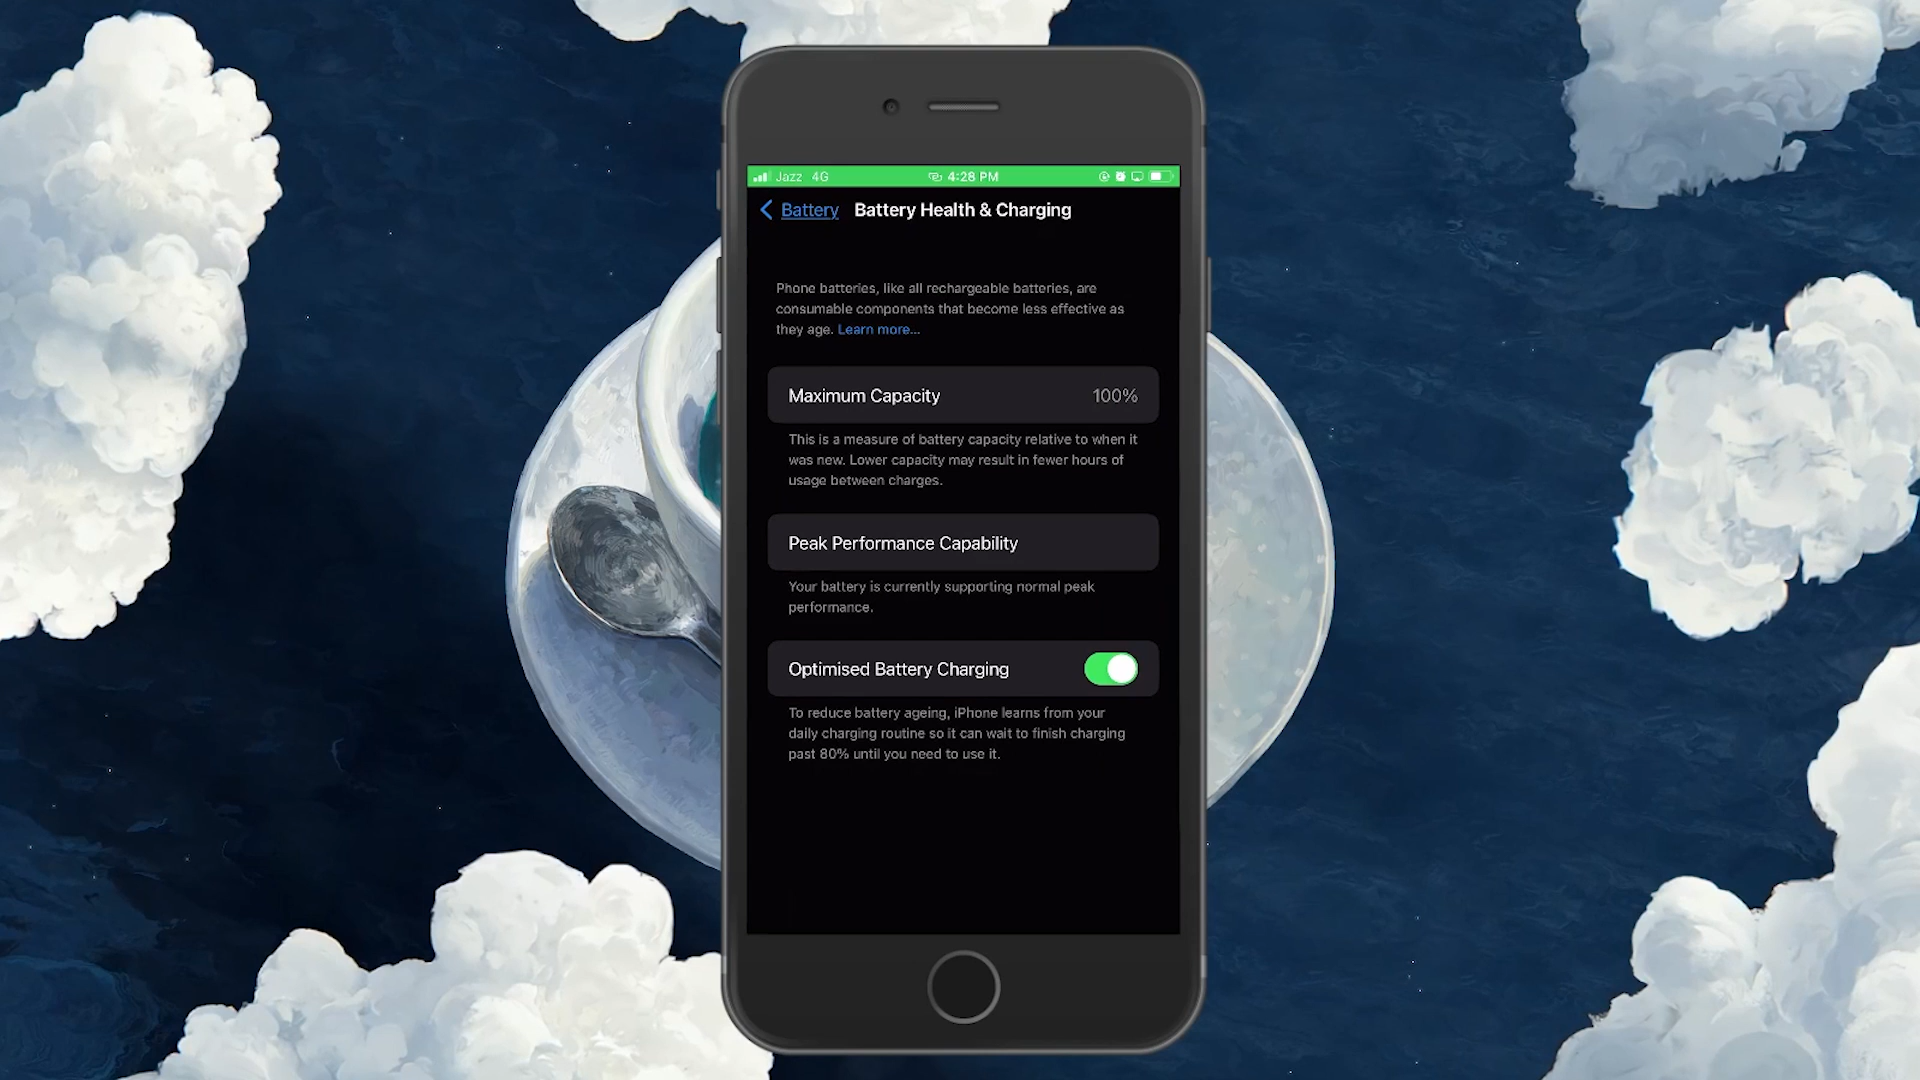 Jazz 4G 4:28 PM
Battery Battery Health & Charging
Phone batteries, like all rechargeable batteries, are
consumable components that become less effective as
they age. Learn more...
Maximum Capacity 100%
This is a measure of battery capacity relative to when it
was new. Lower capacity may result in fewer hours of
usage between charges.
Peak Performance Capability
Your battery is currently supporting normal peak
performance.
Optimised Battery Charging
To reduce battery ageing, iPhone learns from your
daily charging routine so it can wait to finish charging
past 80% until you need to use it.